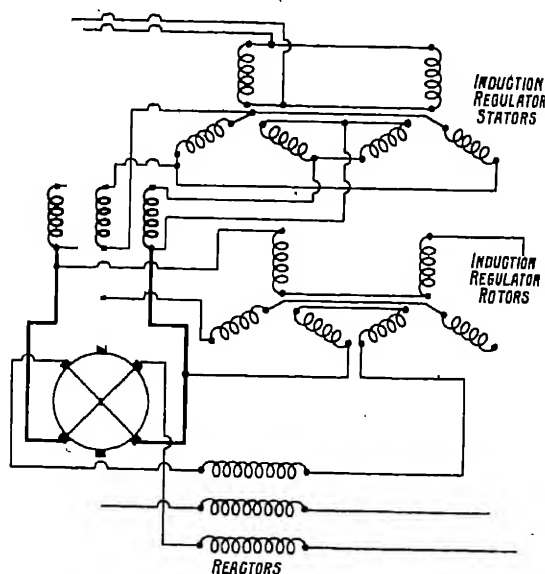 INDUCTION
REGULATOR
STATORS
INDUCTION
REGULATOR
ROTORS
REACTORS